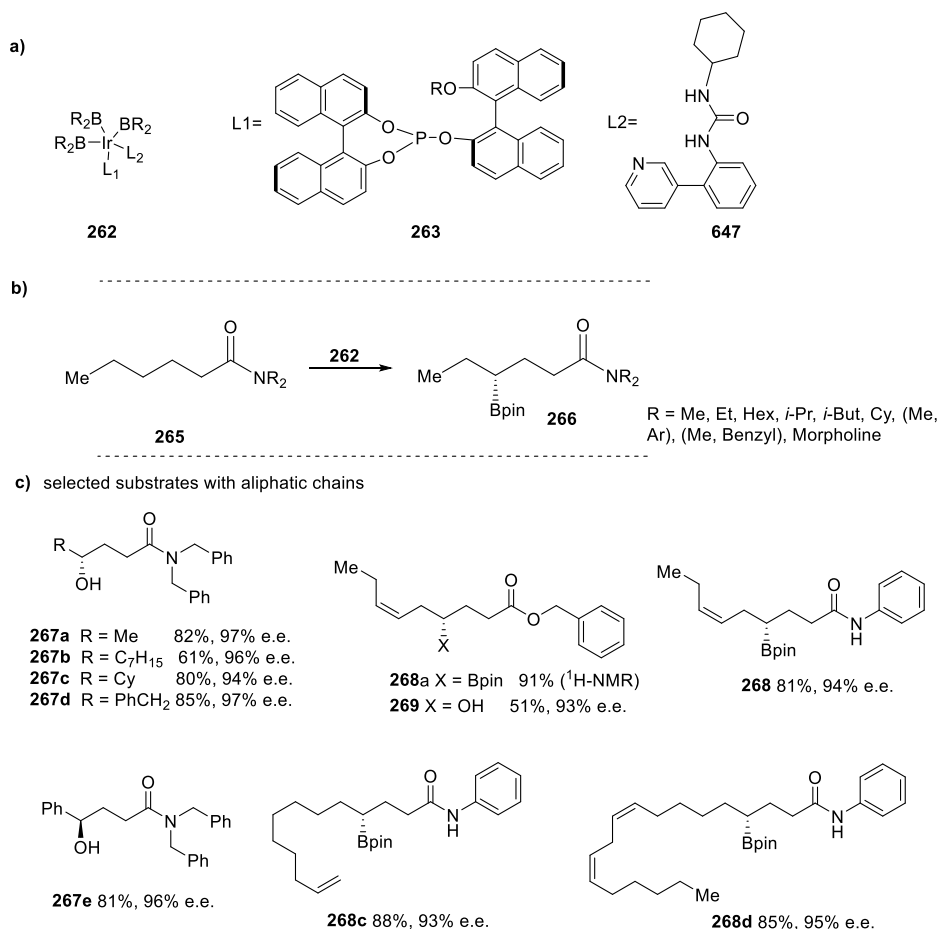 a)
R2B
BR2
R2B
Ir
L2
L1
262
L1=
RO
O
P
O
O
263
L2=
HN
O
HN
N
647
b)
O
Me
NR2
265
262
O
Me
NR2
Bpin
266
R = Me, Et, Hex, i-Pr, i-But, Cy, (Me,
Ar), (Me, Benzyl), Morpholine
c) selected substrates with aliphatic chains
O
R
N
Ph
OH
Ph
267a R = Me 82%, 97% e.e.
267b R = C7H15 61%, 96% e.e.
267c R = Cy 80%, 94% e.e.
267d R = PhCH2 85%, 97% e.e.
Me
O
O
X
268a X = Bpin 91% (1H-NMR)
269 X = OH 51%, 93% e.e.
Me
O
N
H
Bpin
268 81%, 94% e.e.
O
Ph
N
Ph
OH
Ph
267e 81%, 96% e.e.
O
N
H
Bpin
268c 88%, 93% e.e.
O
N
H
Bpin
Me
268d 85%, 95% e.e.